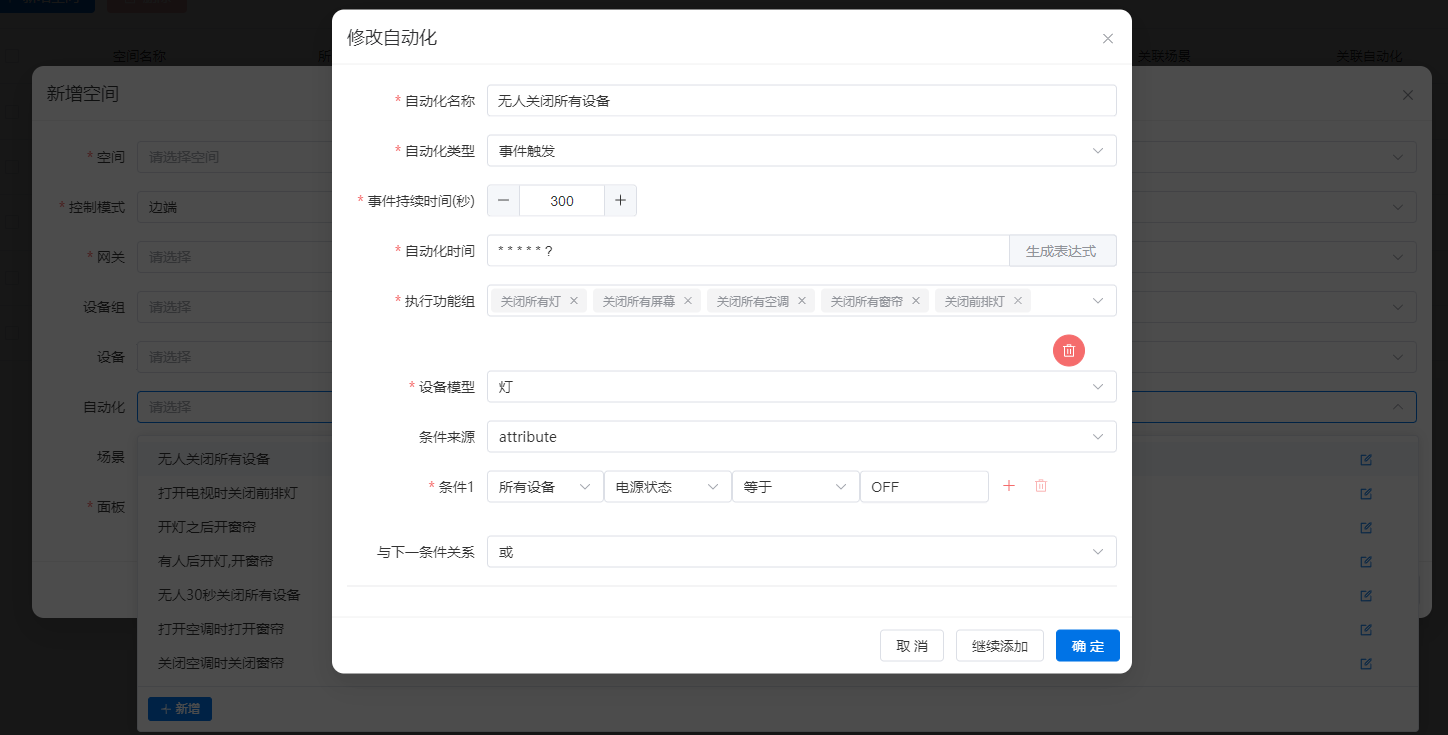 空间名称
关联场景
关联自动化
修改自动化
* 自动化名称 无人关闭所有设备
* 自动化类型 事件触发
* 事件持续时间(秒) 300
* 自动化时间 * * * * * ? 生成表达式
* 执行功能组 关闭所有灯 关闭所有屏幕 关闭所有空调 关闭所有窗帘 关闭前排灯
* 设备模型 灯
条件来源 attribute
* 条件1 所有设备 电源状态 等于 OFF
与下一条件关系 或
取 消 继续添加 确 定
新增空间
* 空间 请选择空间
* 控制模式 边端
* 网关 请选择
设备组 请选择
设备 请选择
自动化 请选择
场景
* 面板
无人关闭所有设备
打开电视时关闭前排灯
开灯之后开窗帘
有人后开灯,开窗帘
无人30秒关闭所有设备
打开空调时打开窗帘
关闭空调时关闭窗帘
新增